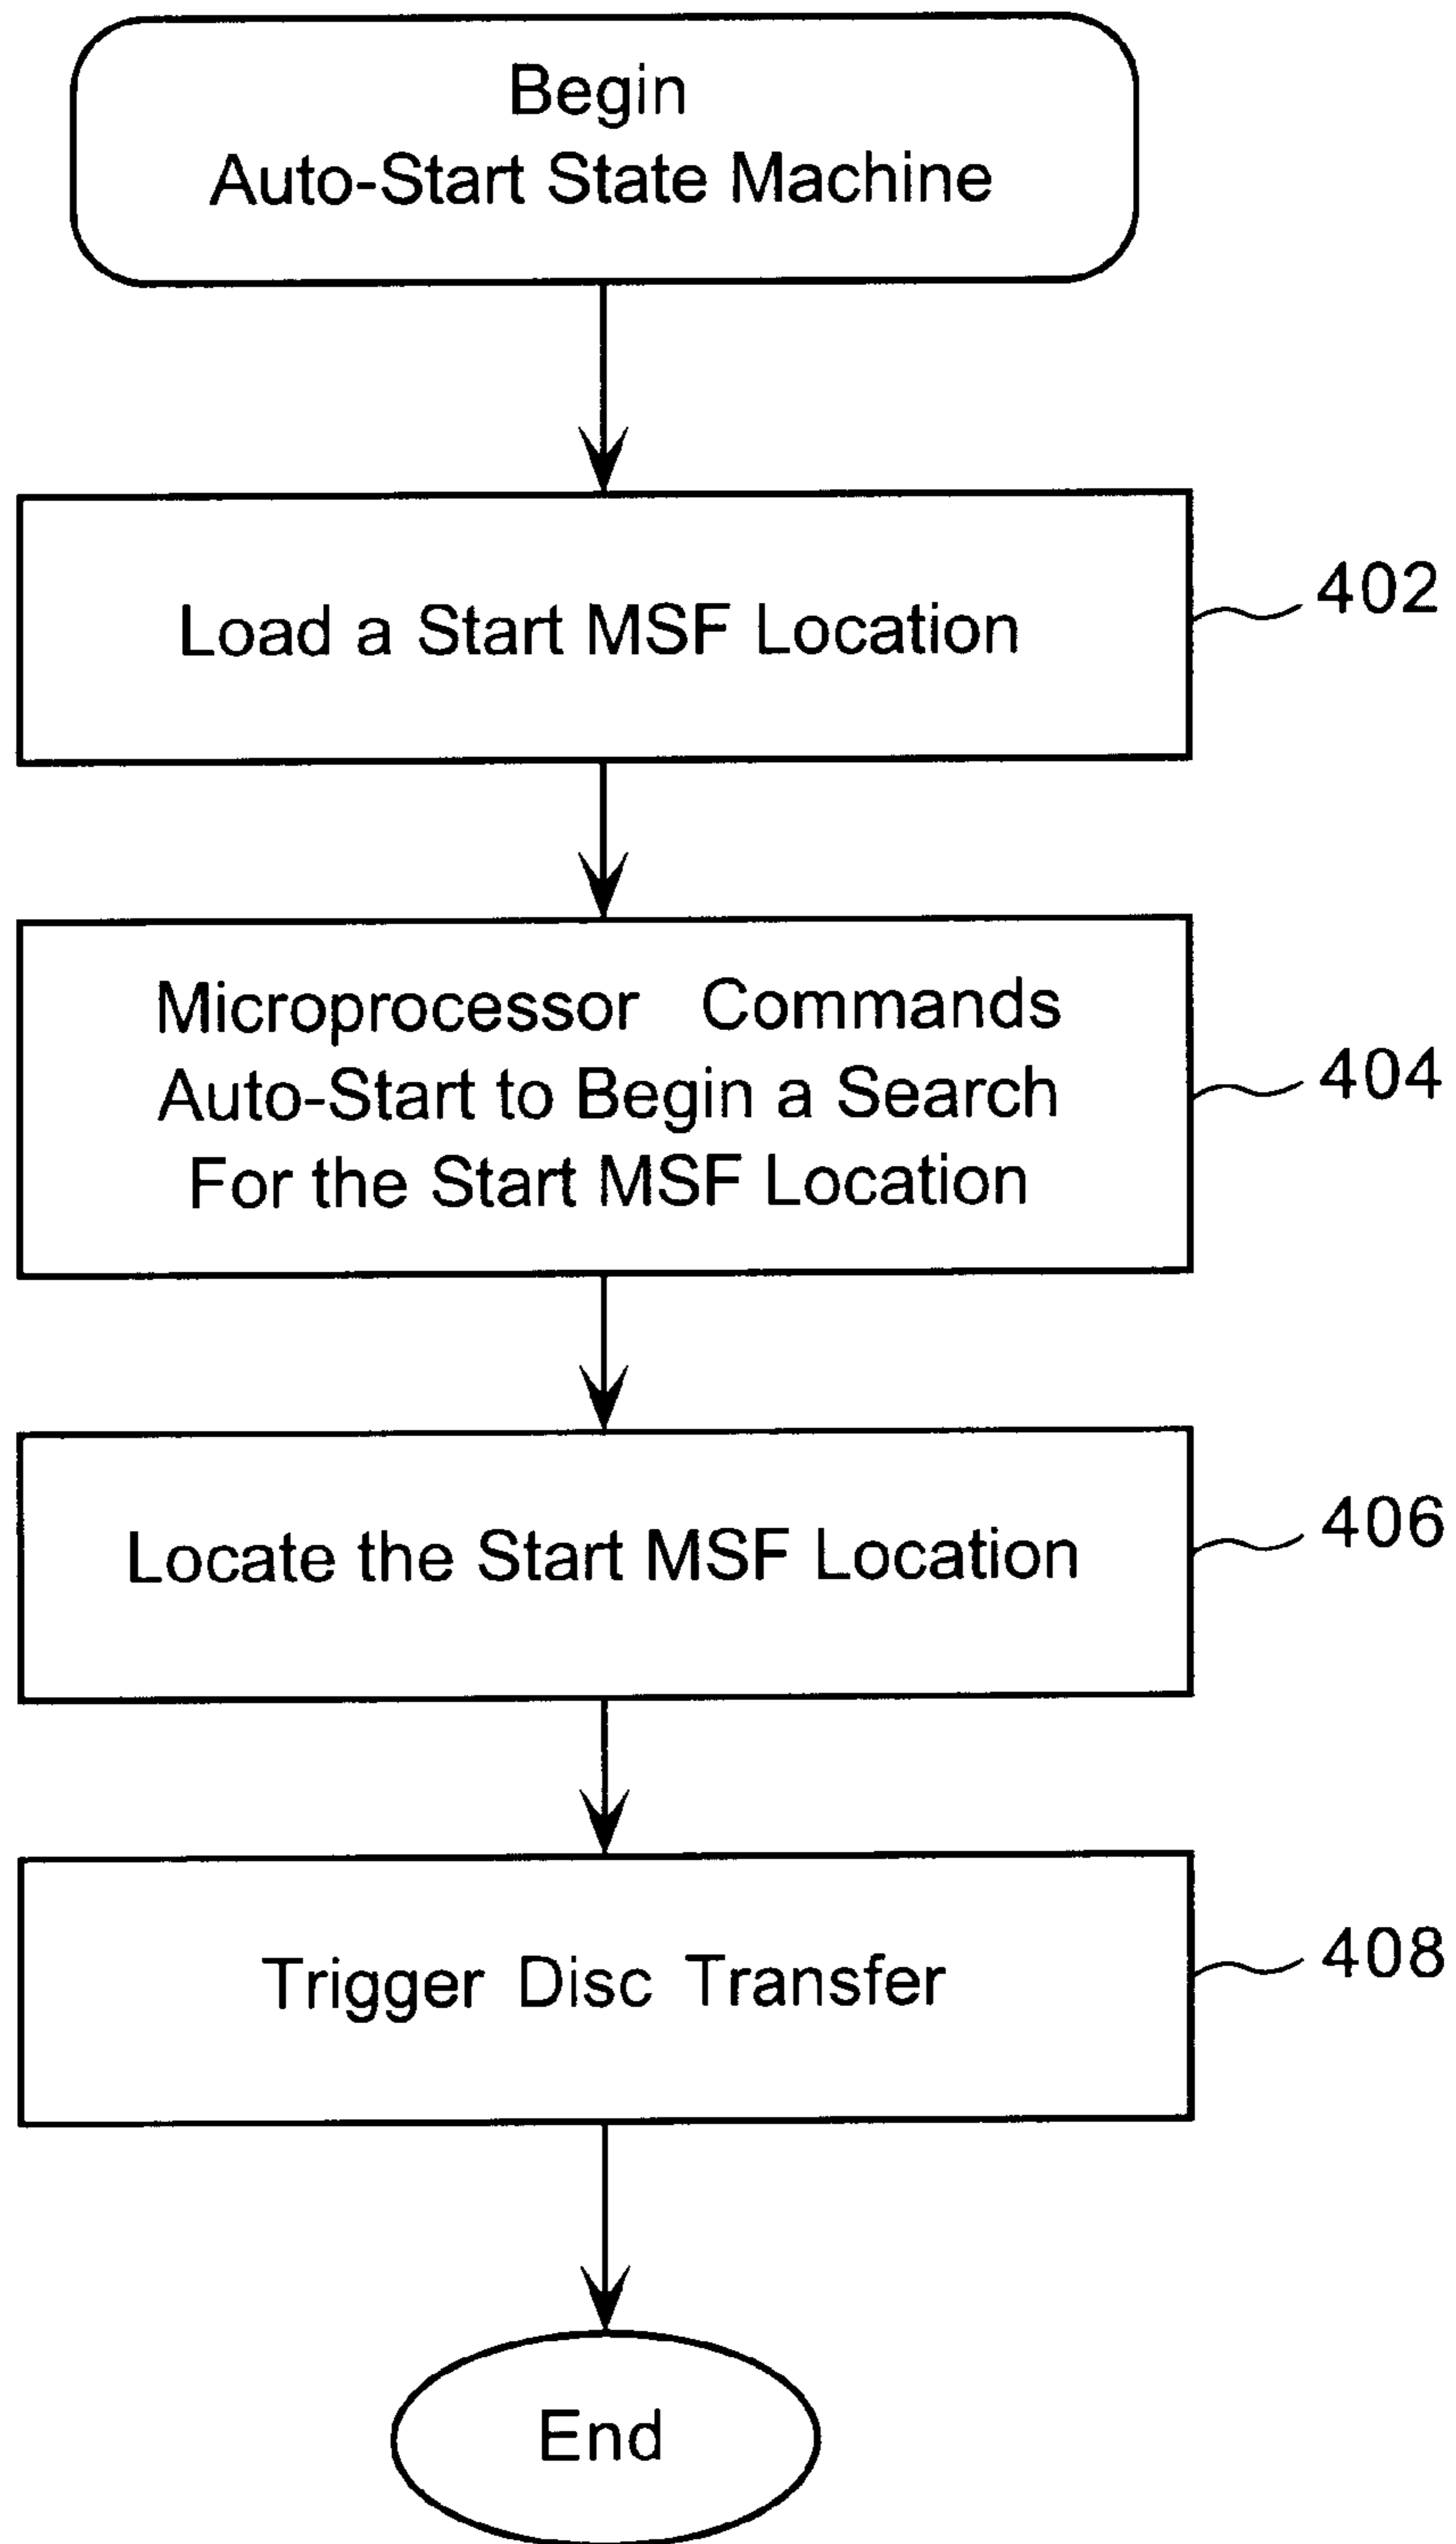 Begin
Auto-Start State Machine
Load a Start MSF Location
402
Microprocessor Commands
Auto-Start to Begin a Search
For the Start MSF Location
404
Locate the Start MSF Location
406
Trigger Disc Transfer
408
End